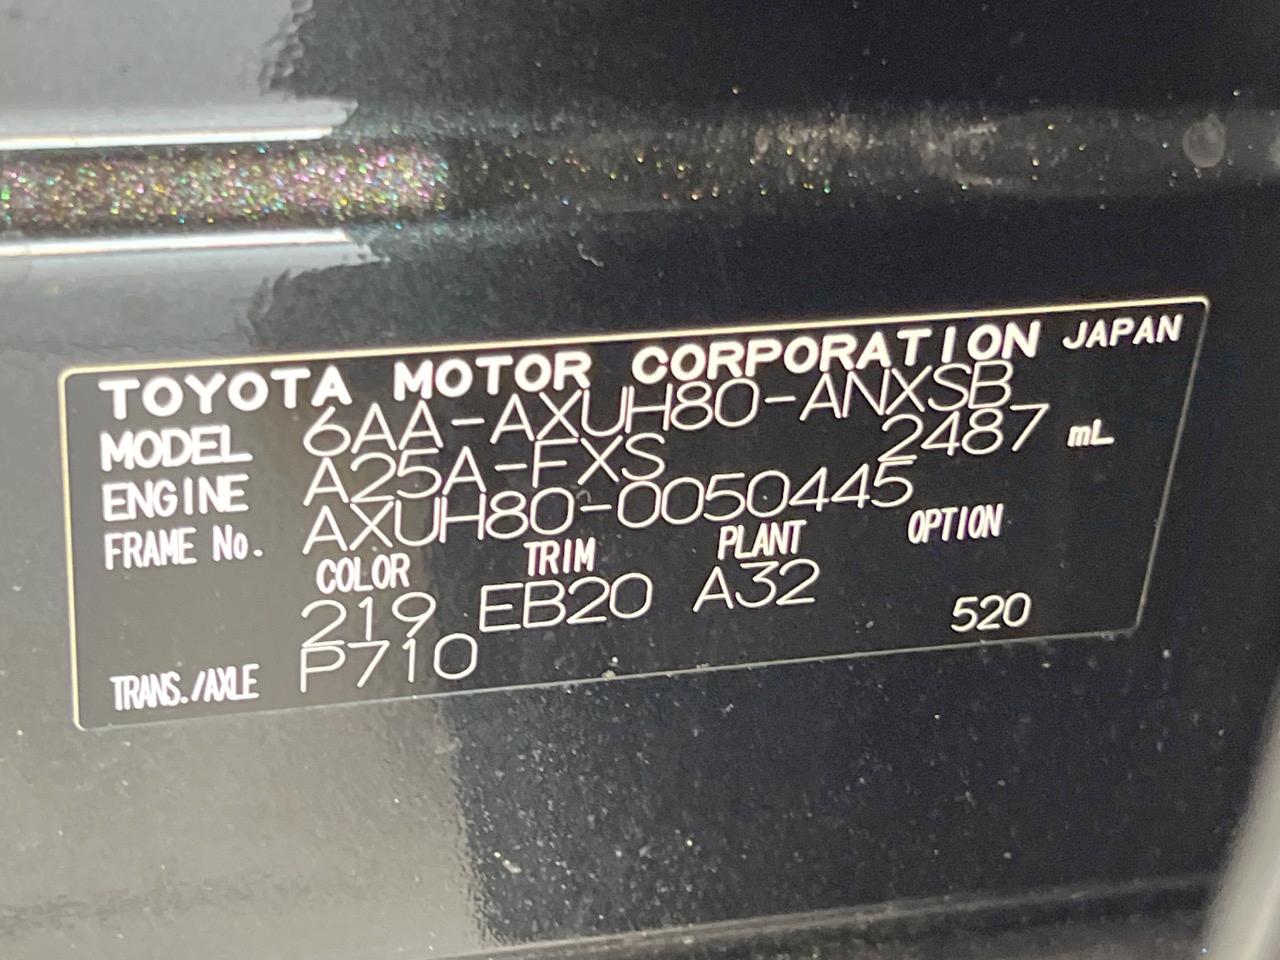 TOYOTA MOTOR CORPORATION JAPAN
MODEL 6AA-AXUH80-ANXSB
ENGINE A25A-FXS 2487 mL
FRAME No. AXUH80-0050445
COLOR TRIM PLANT OPTION
219 EB20 A32 520
TRANS./AXLE P710